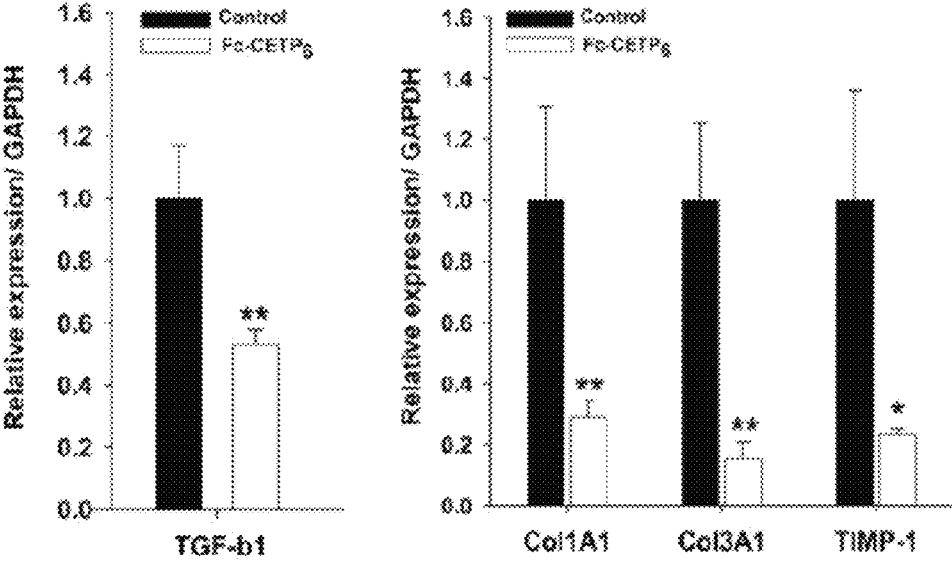 Relative expression/ GAPDH
1.6
1.4
1.2
1.0
0.8
0.6
0.4
0.2
0.0
Control
Fc-CETP6
**
TGF-b1
Relative expression/ GAPDH
1.6
1.4
1.2
1.0
0.8
0.6
0.4
0.2
0.0
Control
Fc-CETP6
**
**
*
Col1A1 Col3A1 TIMP-1